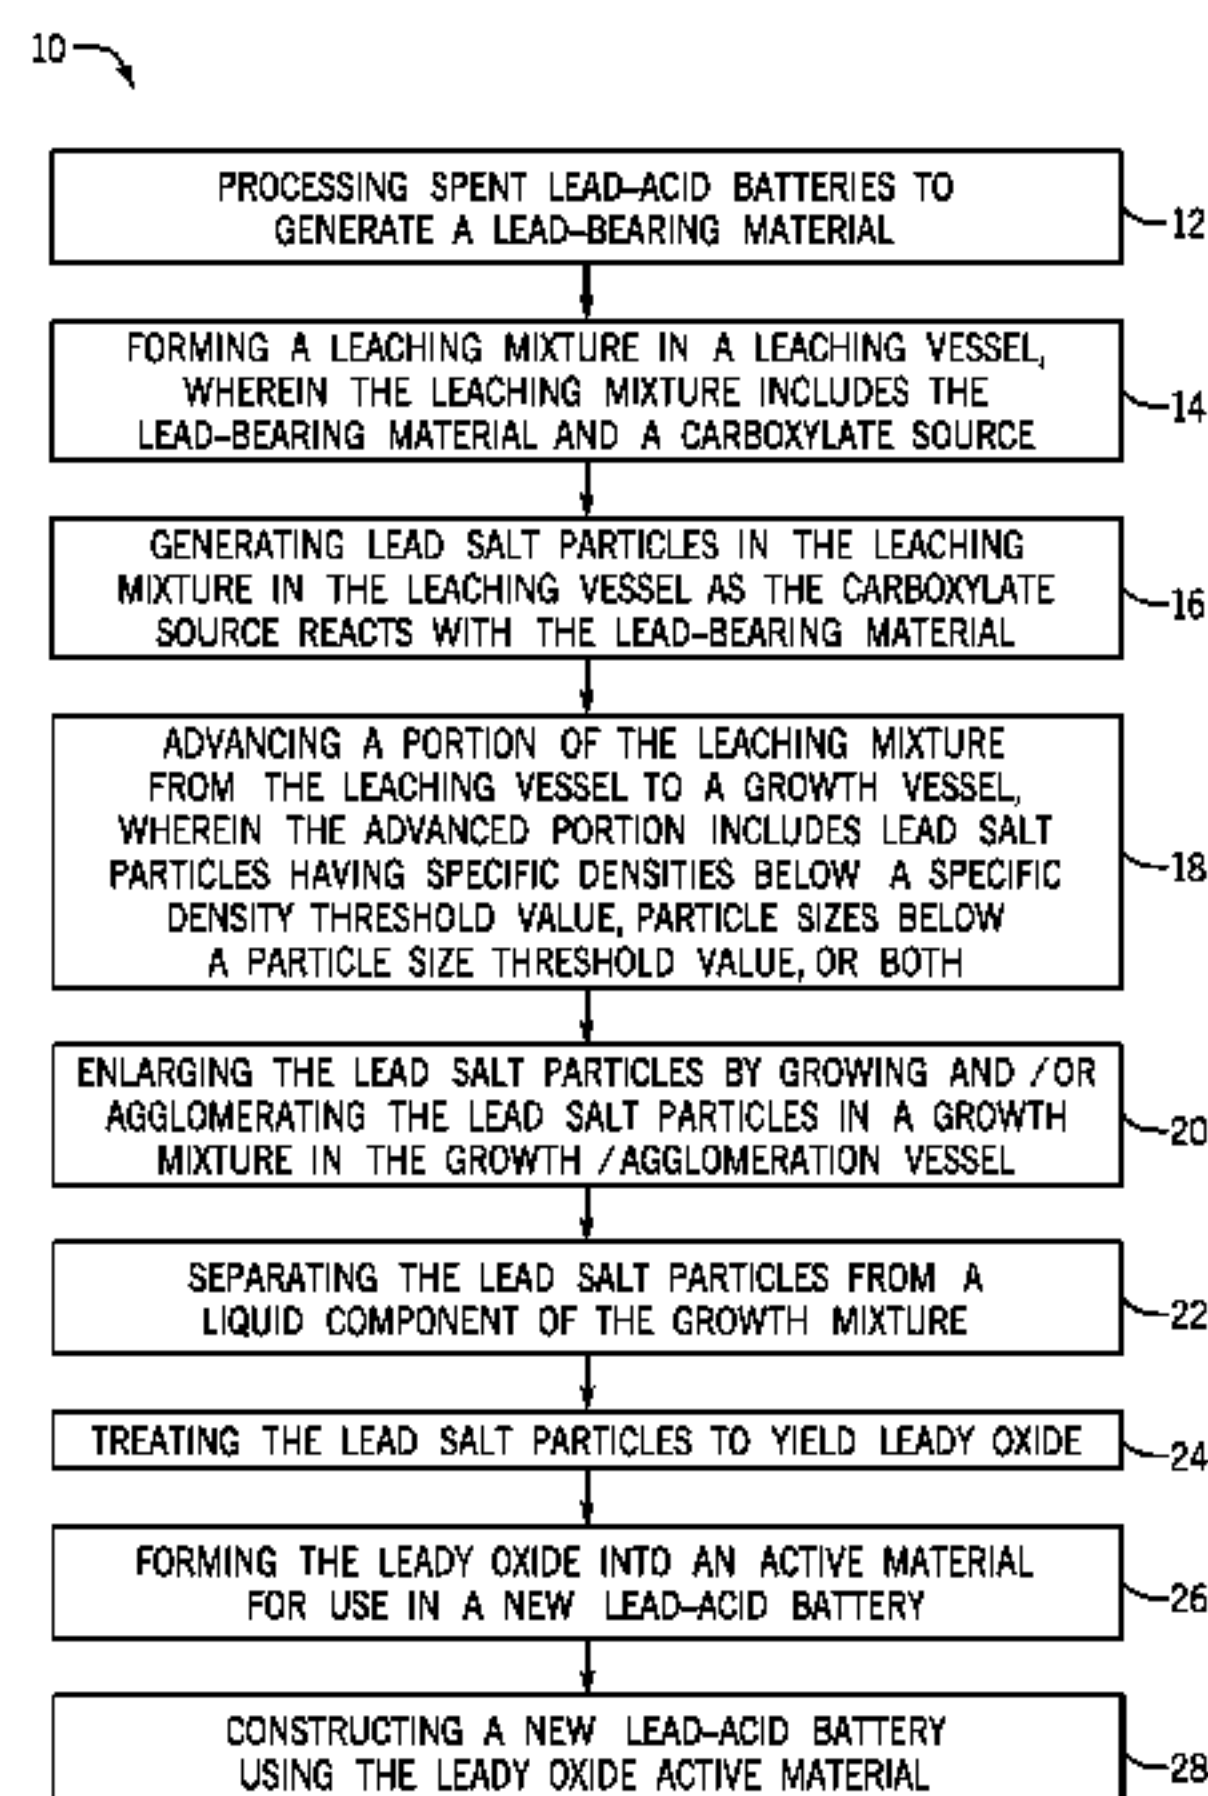 10
PROCESSING SPENT LEAD-ACID BATTERIES TO
GENERATE A LEAD-BEARING MATERIAL
12
FORMING A LEACHING MIXTURE IN A LEACHING VESSEL,
WHEREIN THE LEACHING MIXTURE INCLUDES THE
LEAD-BEARING MATERIAL AND A CARBOXYLATE SOURCE
14
GENERATING LEAD SALT PARTICLES IN THE LEACHING
MIXTURE IN THE LEACHING VESSEL AS THE CARBOXYLATE
SOURCE REACTS WITH THE LEAD-BEARING MATERIAL
16
ADVANCING A PORTION OF THE LEACHING MIXTURE
FROM THE LEACHING VESSEL TO A GROWTH VESSEL,
WHEREIN THE ADVANCED PORTION INCLUDES LEAD SALT
PARTICLES HAVING SPECIFIC DENSITIES BELOW A SPECIFIC
DENSITY THRESHOLD VALUE, PARTICLE SIZES BELOW
A PARTICLE SIZE THRESHOLD VALUE, OR BOTH
18
ENLARGING THE LEAD SALT PARTICLES BY GROWING AND /OR
AGGLOMERATING THE LEAD SALT PARTICLES IN A GROWTH
MIXTURE IN THE GROWTH /AGGLOMERATION VESSEL
20
SEPARATING THE LEAD SALT PARTICLES FROM A
LIQUID COMPONENT OF THE GROWTH MIXTURE
22
TREATING THE LEAD SALT PARTICLES TO YIELD LEADY OXIDE
24
FORMING THE LEADY OXIDE INTO AN ACTIVE MATERIAL
FOR USE IN A NEW LEAD-ACID BATTERY
26
CONSTRUCTING A NEW LEAD-ACID BATTERY
USING THE LEADY OXIDE ACTIVE MATERIAL
28